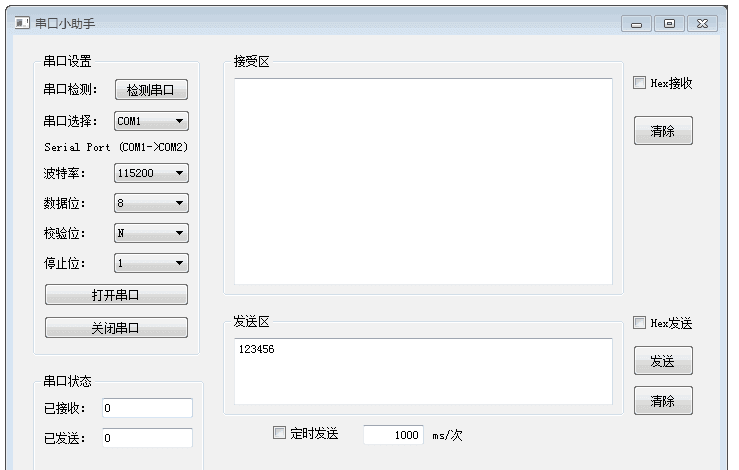 串口小助手
串口设置
串口检测： 检测串口
串口选择： COM1
Serial Port (COM1->COM2)
波特率： 115200
数据位： 8
校验位： N
停止位： 1
打开串口
关闭串口
串口状态
已接收： 0
已发送： 0
接受区
Hex接收
清除
发送区
123456
Hex发送
发送
清除
定时发送 1000 ms/次